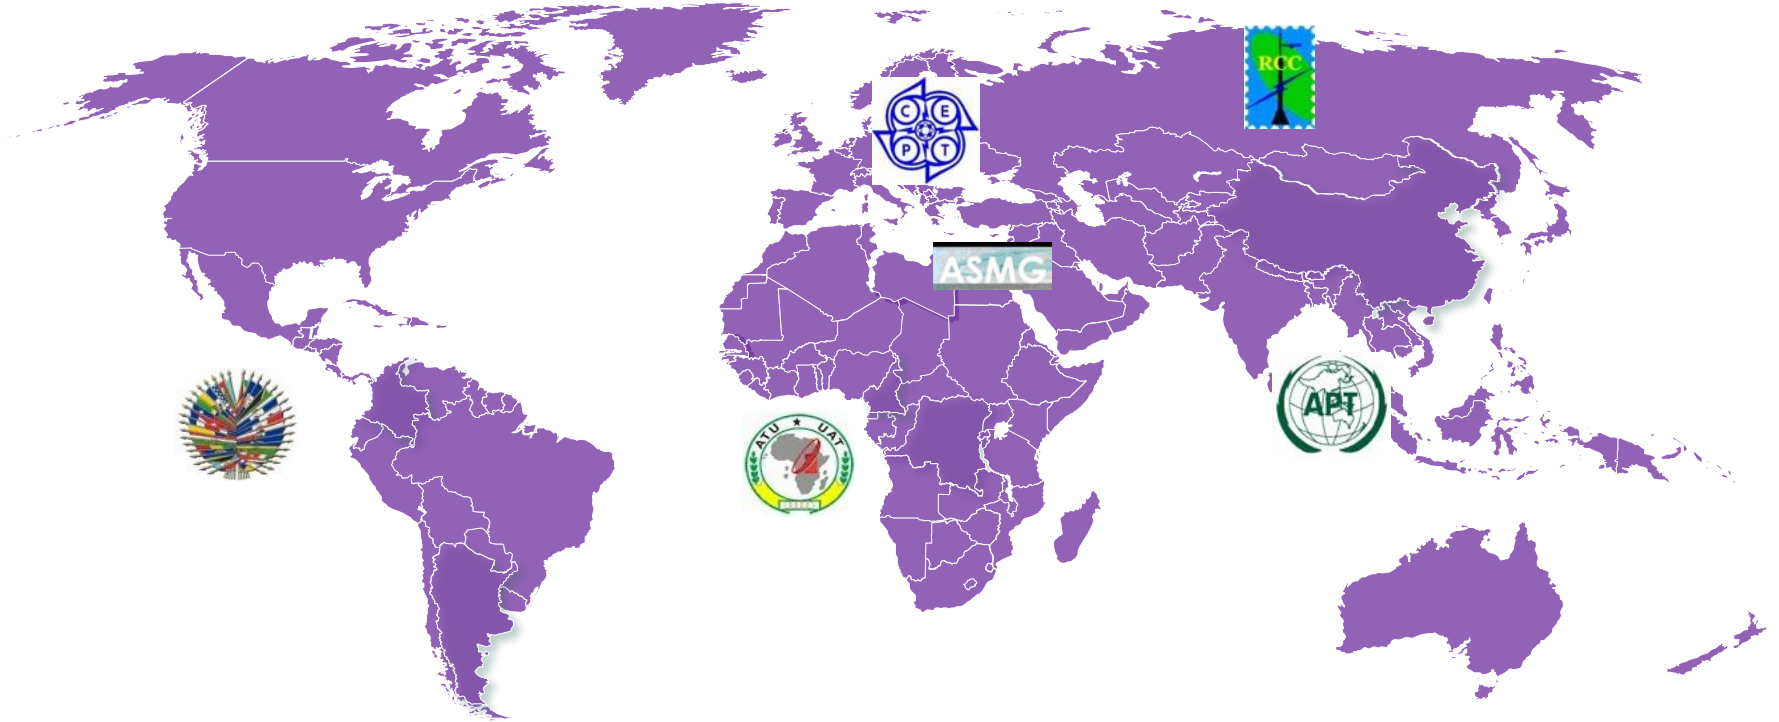 RCC
C E
P T
ASMG
APT
ATU ★ UAT